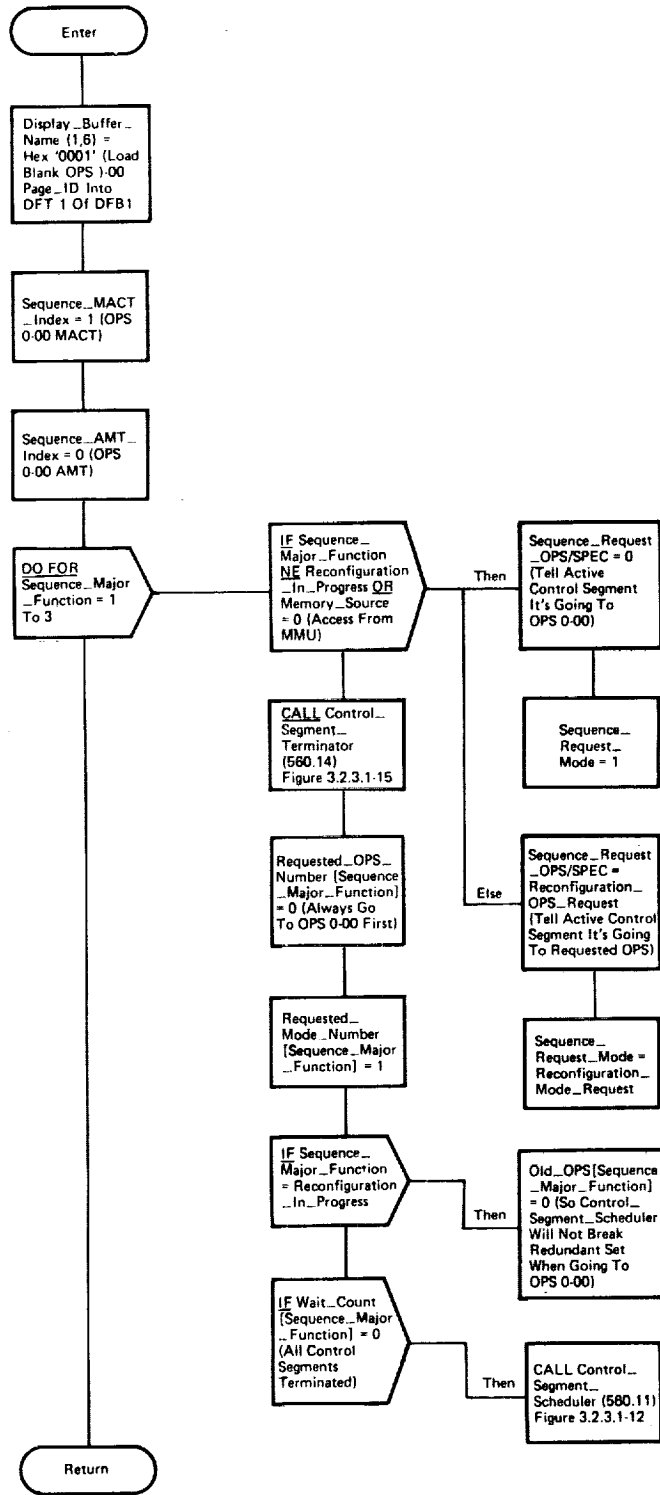 Enter
Display_Buffer_
Name (1,6) =
Hex '0001' (Load
Blank OPS )-00
Page_ID Into
DFT 1 Of DFB1
Sequence_MACT
_Index = 1 (OPS
0-00 MACT)
Sequence_AMT_
Index = 0 (OPS
0-00 AMT)
DO FOR
Sequence_Major
_Function = 1
To 3
IF Sequence_
Major_Function
NE Reconfiguration
_In_Progress OR
Memory_Source
= 0 (Access From
MMU)
Then
Sequence_Request
_OPS/SPEC = 0
(Tell Active
Control Segment
It's Going To
OPS 0-00)
Sequence_
Request_
Mode = 1
Else
Sequence_Request
_OPS/SPEC =
Reconfiguration_
OPS_Request
(Tell Active Control
Segment It's Going
To Requested OPS)
Sequence_
Request_Mode =
Reconfiguration_
Mode_Request
CALL Control_
Segment_
Terminator
(560.14)
Figure 3.2.3.1-15
Requested_OPS_
Number [Sequence
_Major_Function]
= 0 (Always Go
To OPS 0-00 First)
Requested_
Mode_Number
[Sequence_Major
_Function] = 1
IF Sequence_
Major_Function
= Reconfiguration
_In_Progress
Then
Old_OPS[Sequence
_Major_Function]
= 0 (So Control_
Segment_Scheduler
Will Not Break
Redundant Set
When Going To
OPS 0-00)
IF Wait_Count
[Sequence_Major
_Function] = 0
(All Control
Segments
Terminated)
Then
CALL Control_
Segment_
Scheduler (560.11)
Figure 3.2.3.1-12
Return